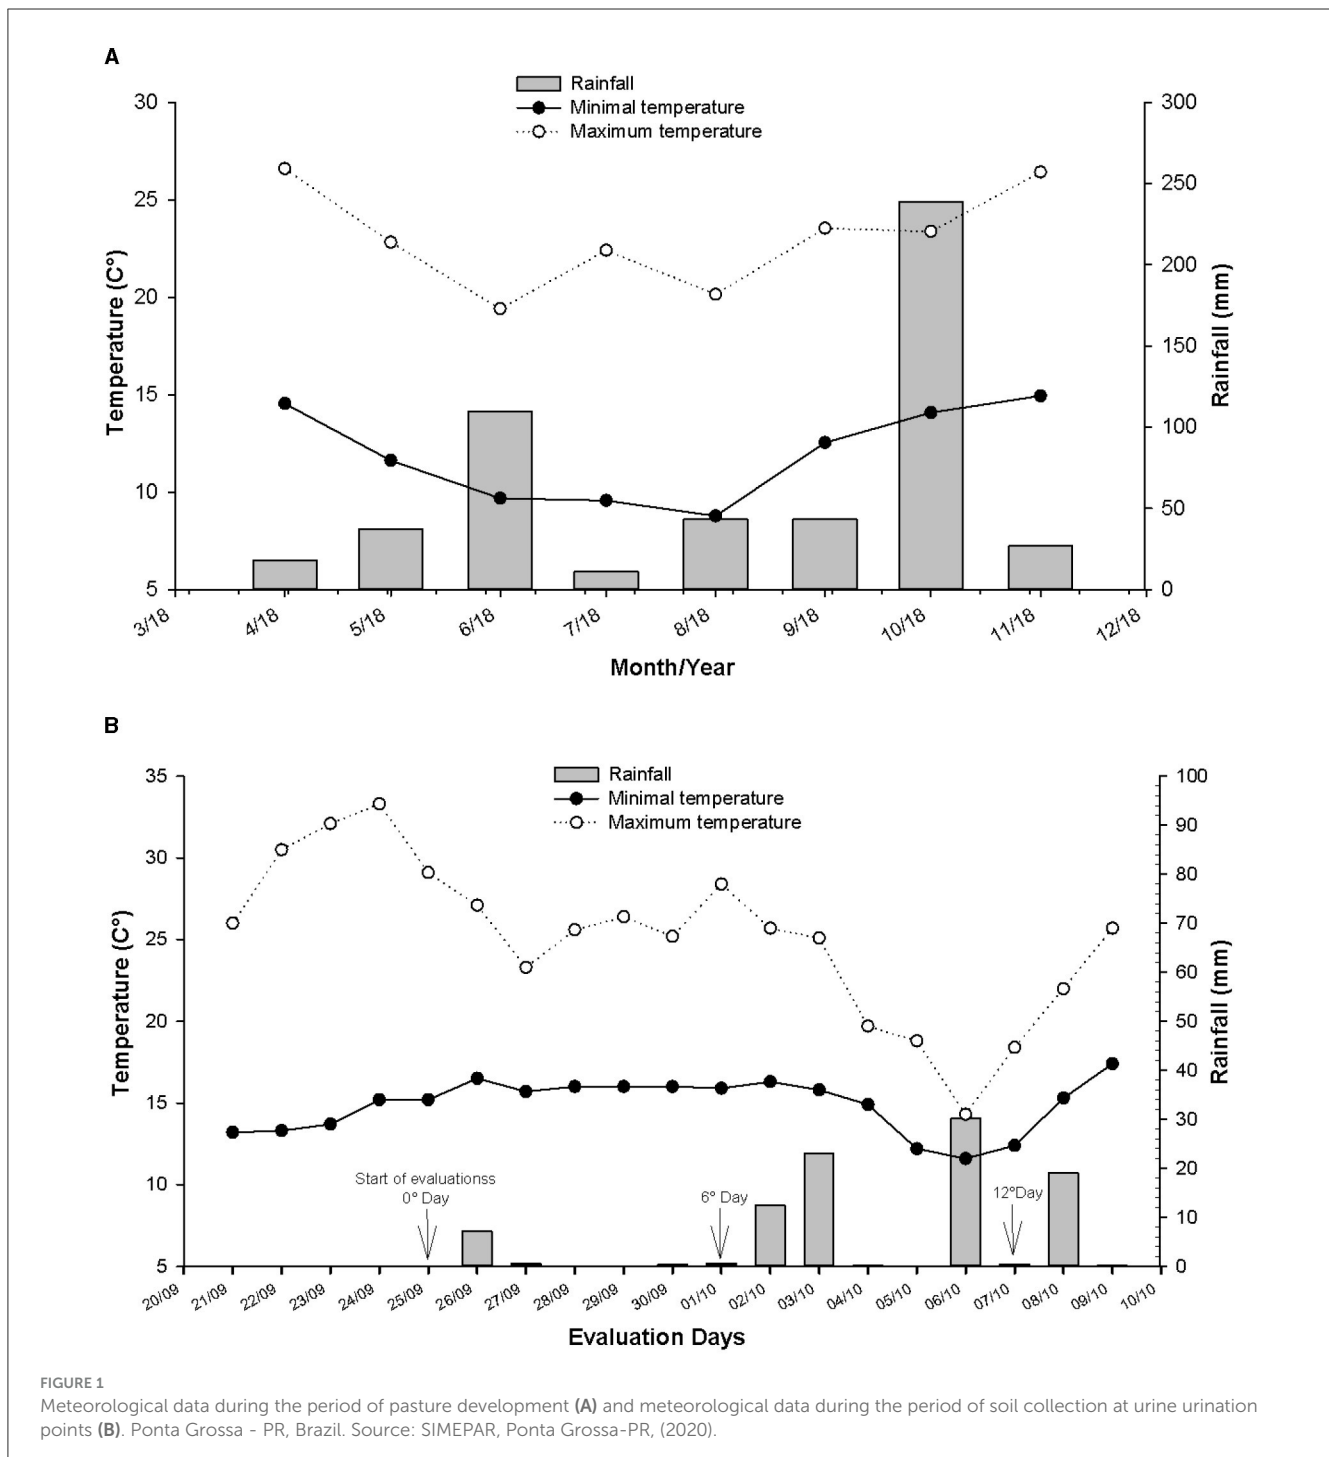 A
Rainfall
Minimal temperature
Maximum temperature
30
25
20
15
10
5
Temperature (C°)
300
250
200
150
100
50
0
Rainfall (mm)
3/18
4/18
5/18
6/18
7/18
8/18
9/18
10/18
11/18
12/18
Month/Year
B
Rainfall
Minimal temperature
Maximum temperature
35
30
25
20
15
10
5
Temperature (C°)
100
90
80
70
60
50
40
30
20
10
0
Rainfall (mm)
Start of evaluationss
0° Day
6° Day
12°Day
20/09
21/09
22/09
23/09
24/09
25/09
26/09
27/09
28/09
29/09
30/09
01/10
02/10
03/10
04/10
05/10
06/10
07/10
08/10
09/10
10/10
Evaluation Days
FIGURE 1
Meteorological data during the period of pasture development (A) and meteorological data during the period of soil collection at urine urination
points (B). Ponta Grossa - PR, Brazil. Source: SIMEPAR, Ponta Grossa-PR, (2020).